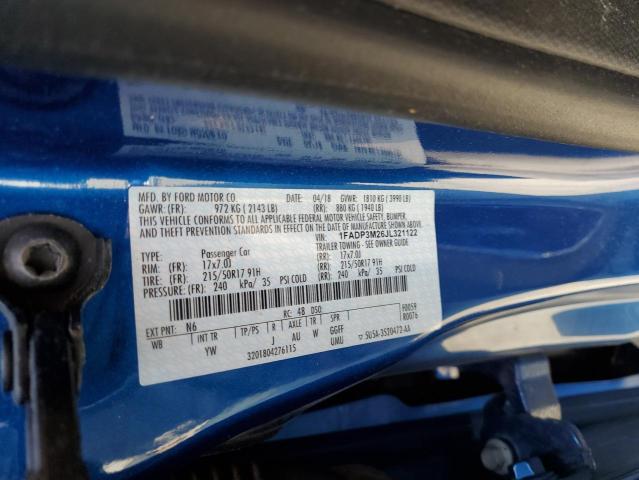 MFD. BY FORD MOTOR CO. DATE: 04/18 GVWR: 1810 KG ( 3990 LB)
GAWR: (FR): 972 KG ( 2143 LB) (RR): 880 KG ( 1940 LB)
THIS VEHICLE CONFORMS TO ALL APPLICABLE FEDERAL MOTOR VEHICLE SAFETY, BUMPER,
AND THEFT PREVENTION STANDARDS IN EFFECT ON THE DATE OF MANUFACTURE SHOWN ABOVE.
VIN: 1FADP3M26JL321122
TYPE: Passenger Car TRAILER TOWING - SEE OWNER GUIDE
RIM: (FR) 17x7.0J (RR): 17x7.0J
TIRE: (FR) 215/50R17 91H (RR): 215/50R17 91H
PRESSURE: (FR) 240 kPa/ 35 PSI COLD (RR): 240 kPa/ 35 PSI COLD
EXT PNT: N6 RC: 48 DSO: F0059
R0076
WB INT TR TP/PS R AXLE TR SPR
YW J AU W GGFF
UMU
3201804276115
5U5A-3520472-AA